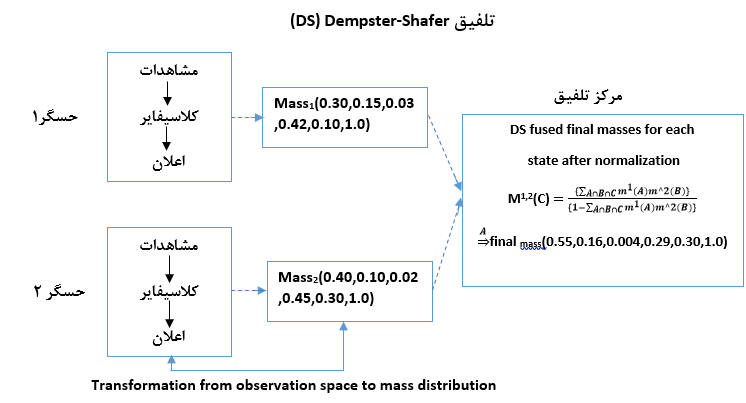 تلفیق Dempster-Shafer (DS)
حسگر۱
مشاهدات
کلاسیفایر
اعلان
Mass₁(0.30,0.15,0.03
,0.42,0.10,1.0)
مرکز تلفیق
DS fused final masses for each
state after normalization
M¹,²(C) = {∑A∩B∩C m¹(A)m^2(B)} / {1−∑A∩B∩C m¹(A)m^2(B)}
A
⇒final mass(0.55,0.16,0.004,0.29,0.30,1.0)
حسگر ۲
مشاهدات
کلاسیفایر
اعلان
Mass₂(0.40,0.10,0.02
,0.45,0.30,1.0)
Transformation from observation space to mass distribution